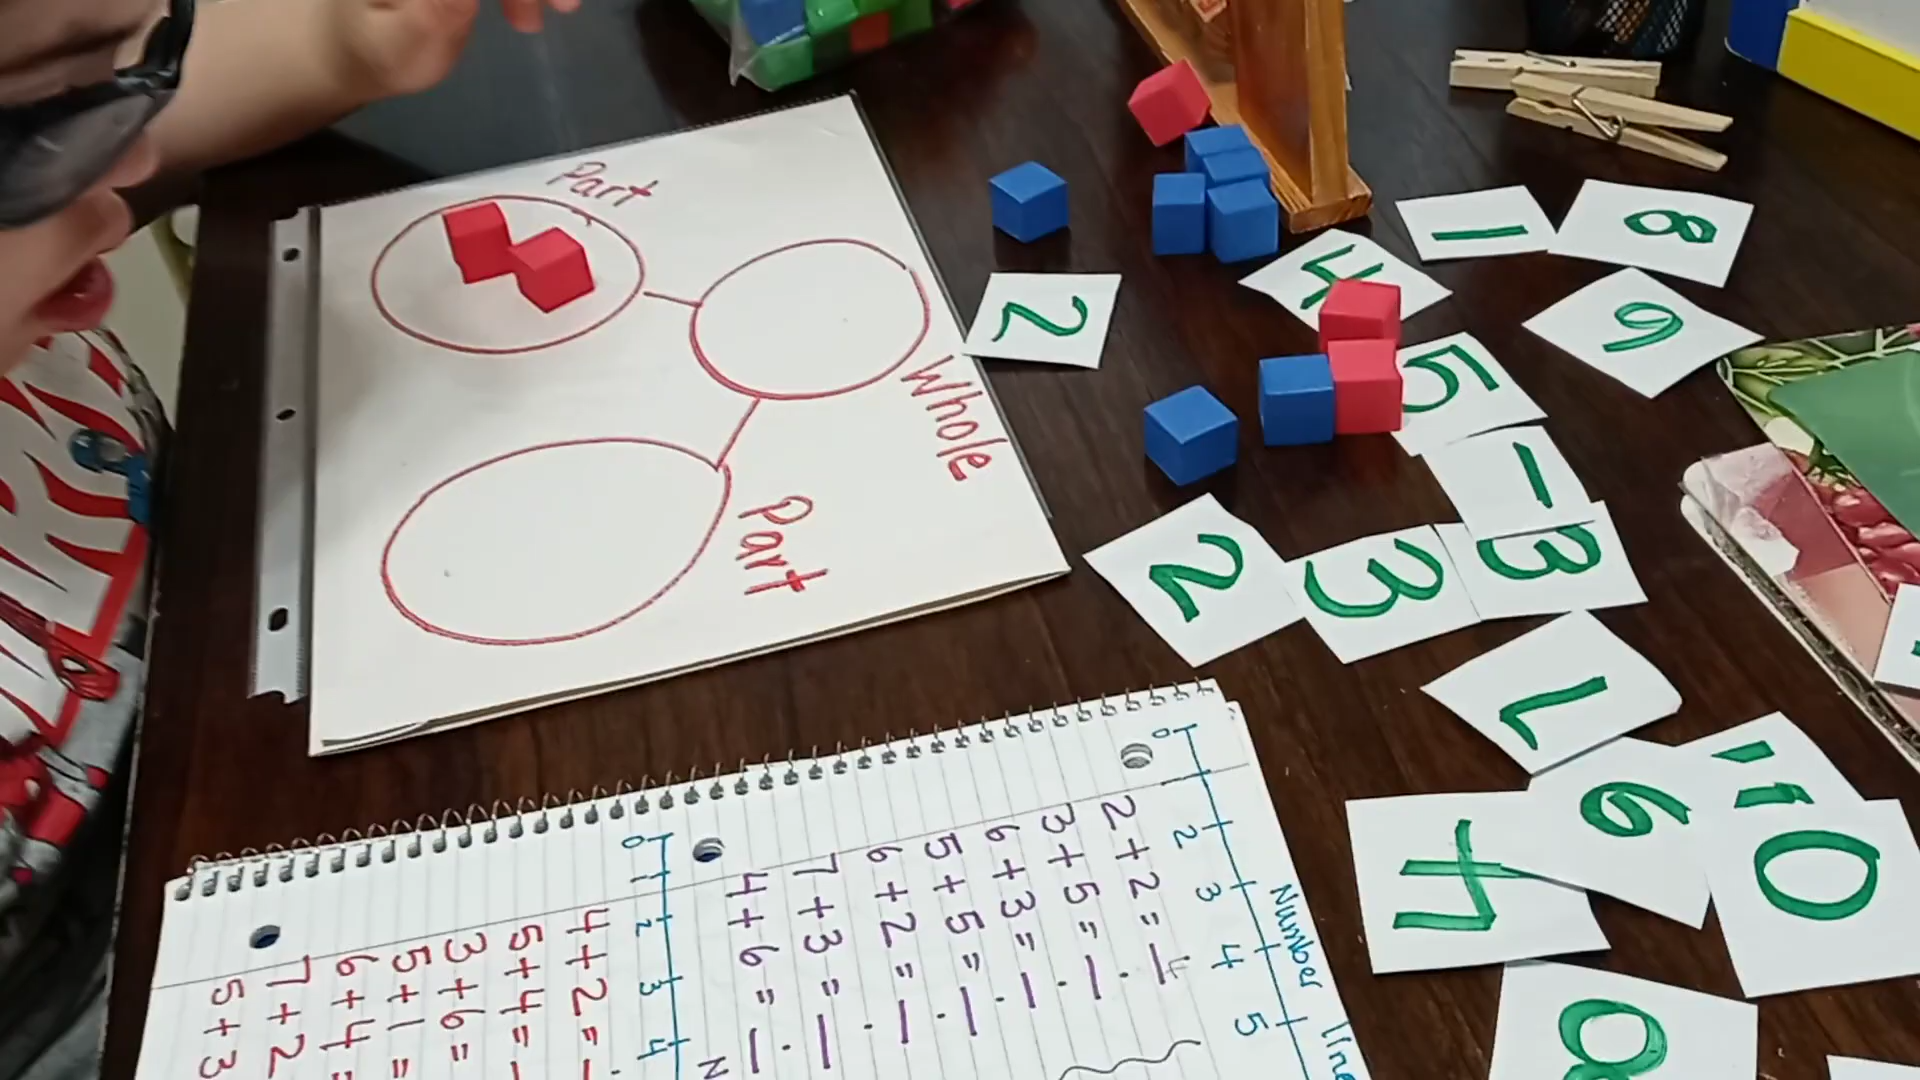 Part
Whole
Part
2
4
1
8
9
5
–
2
3
3
1
6
10
4
0 1 2 3 4 5
Number line
2 + 2 = 4
3 + 5 = _.
6 + 3 = _.
5 + 5 = _.
6 + 2 = _.
7 + 3 = _.
4 + 6 = _
0 1 2 3 4
N
4 + 2 = _
5 + 4 = _
3 + 6 =
5 + 1 =
6 + 4 =
7 + 2
5 + 3